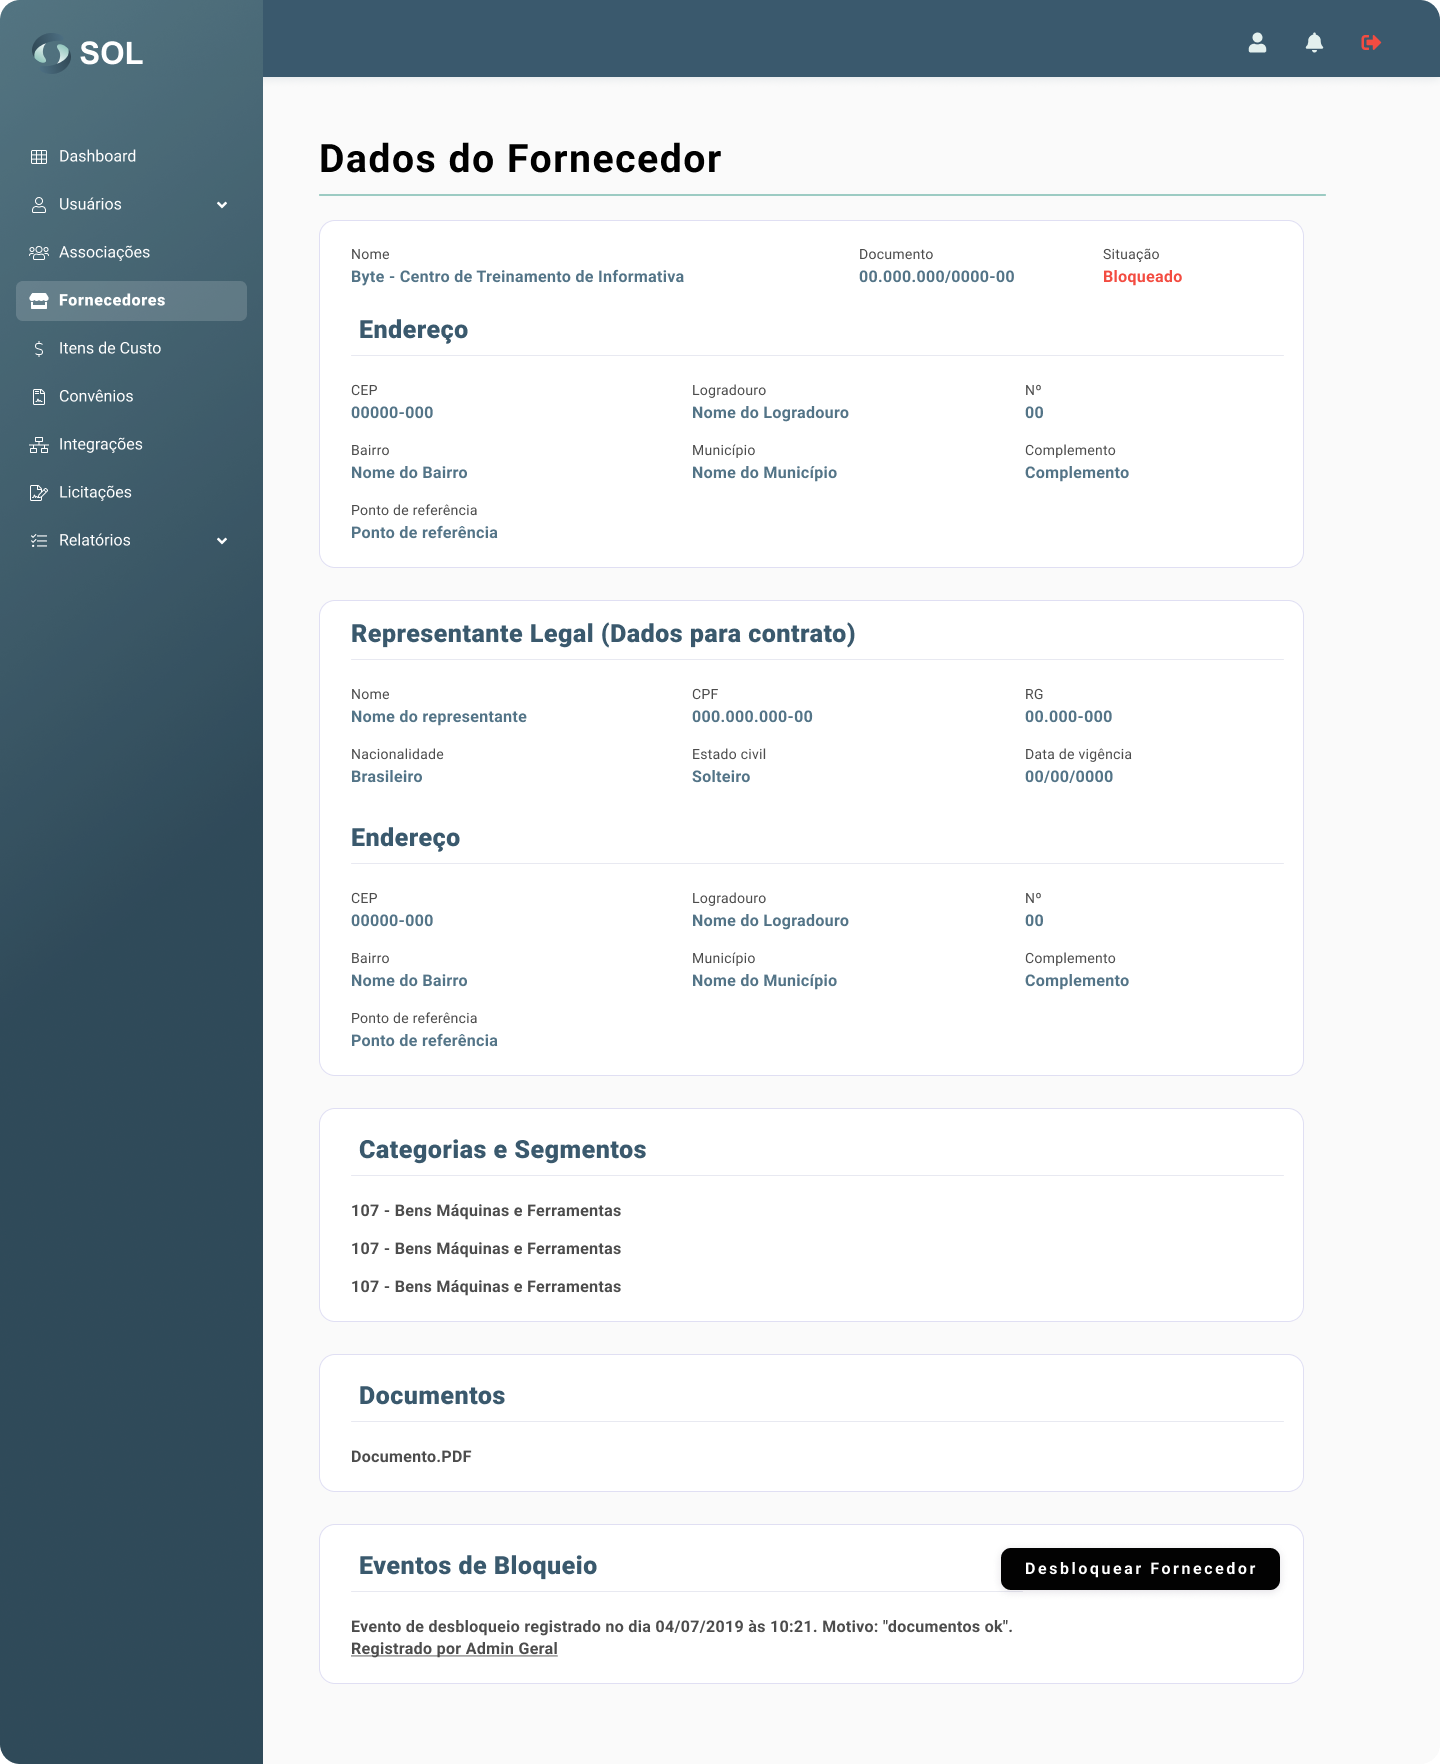 SOL
Dashboard
Usuários
Associações
Fornecedores
Itens de Custo
Convênios
Integrações
Licitações
Relatórios
Dados do Fornecedor
Nome Documento Situação
Byte - Centro de Treinamento de Informativa 00.000.000/0000-00 Bloqueado
Endereço
CEP Logradouro Nº
00000-000 Nome do Logradouro 00
Bairro Município Complemento
Nome do Bairro Nome do Município Complemento
Ponto de referência
Ponto de referência
Representante Legal (Dados para contrato)
Nome CPF RG
Nome do representante 000.000.000-00 00.000-000
Nacionalidade Estado civil Data de vigência
Brasileiro Solteiro 00/00/0000
Endereço
CEP Logradouro Nº
00000-000 Nome do Logradouro 00
Bairro Município Complemento
Nome do Bairro Nome do Município Complemento
Ponto de referência
Ponto de referência
Categorias e Segmentos
107 - Bens Máquinas e Ferramentas
107 - Bens Máquinas e Ferramentas
107 - Bens Máquinas e Ferramentas
Documentos
Documento.PDF
Eventos de Bloqueio Desbloquear Fornecedor
Evento de desbloqueio registrado no dia 04/07/2019 às 10:21. Motivo: "documentos ok".
Registrado por Admin Geral